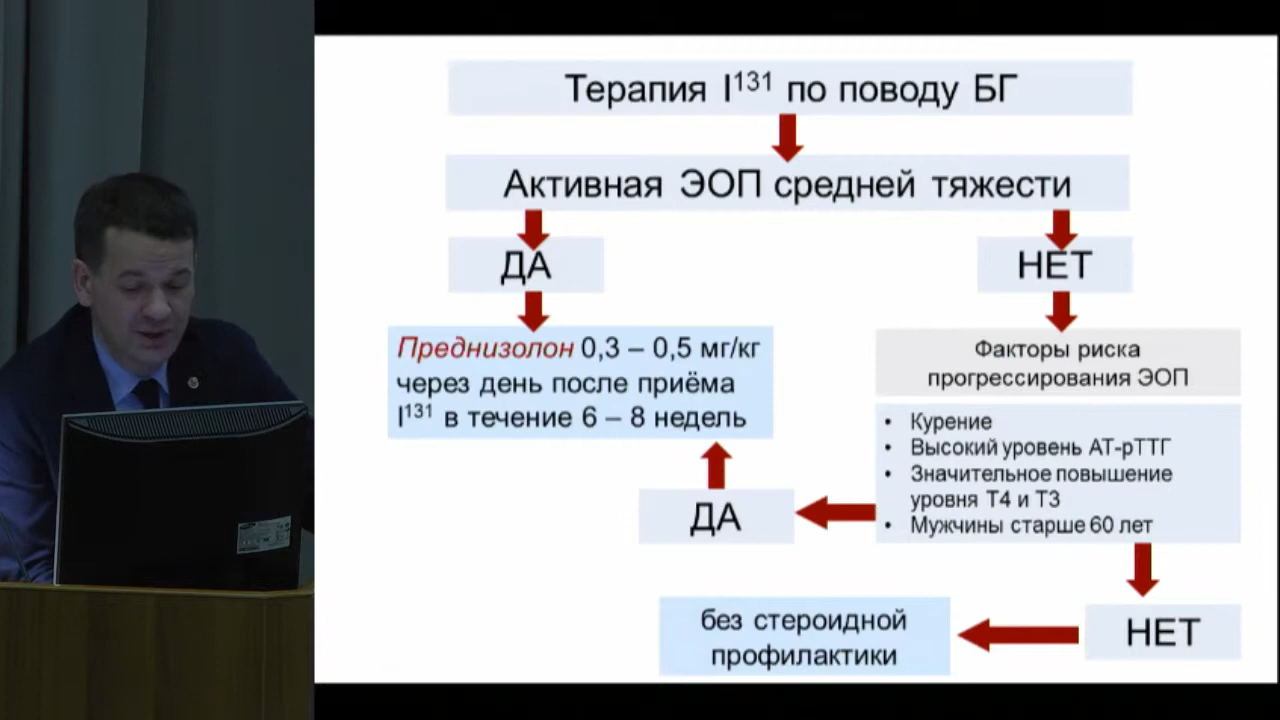 Терапия I¹³¹ по поводу БГ
Активная ЭОП средней тяжести
ДА
НЕТ
Преднизолон 0,3 – 0,5 мг/кг
через день после приёма
I¹³¹ в течение 6 – 8 недель
Факторы риска
прогрессирования ЭОП
• Курение
• Высокий уровень АТ-рТТГ
• Значительное повышение
уровня Т4 и Т3
• Мужчины старше 60 лет
ДА
НЕТ
без стероидной
профилактики